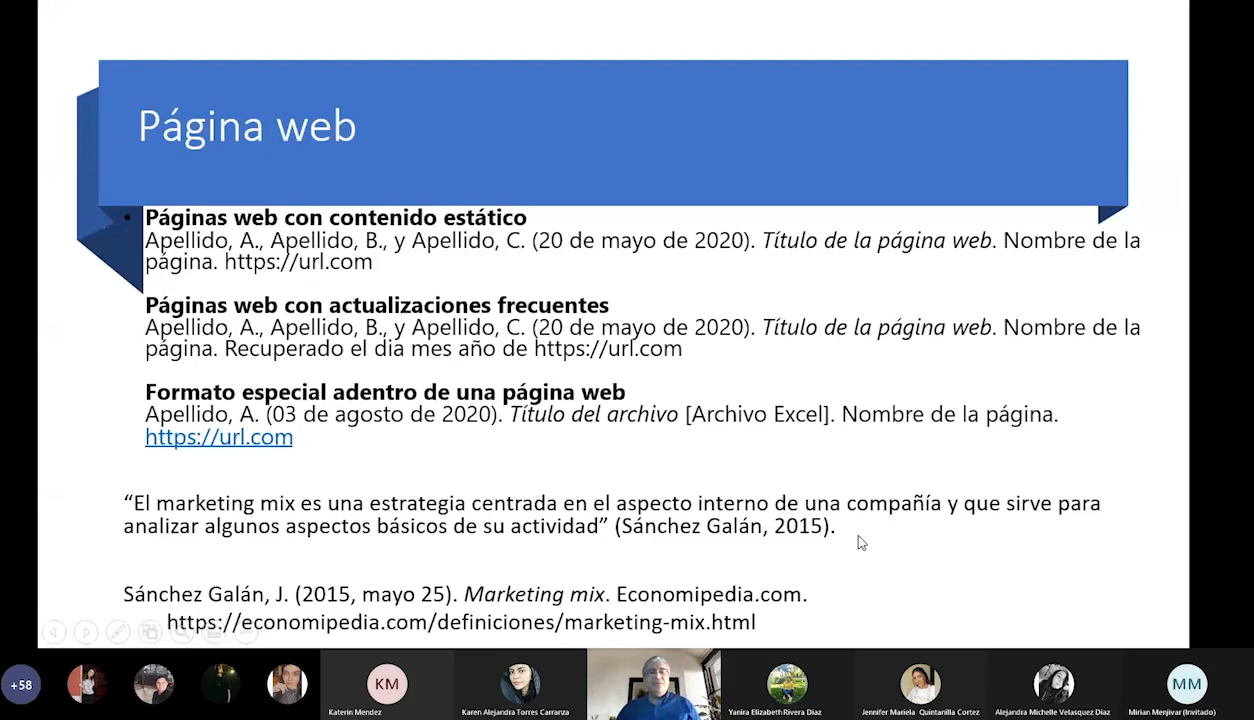 Página web
• Páginas web con contenido estático
Apellido, A., Apellido, B., y Apellido, C. (20 de mayo de 2020). Título de la página web. Nombre de la
página. https://url.com
Páginas web con actualizaciones frecuentes
Apellido, A., Apellido, B., y Apellido, C. (20 de mayo de 2020). Título de la página web. Nombre de la
página. Recuperado el dia mes año de https://url.com
Formato especial adentro de una página web
Apellido, A. (03 de agosto de 2020). Título del archivo [Archivo Excel]. Nombre de la página.
https://url.com
“El marketing mix es una estrategia centrada en el aspecto interno de una compañía y que sirve para
analizar algunos aspectos básicos de su actividad” (Sánchez Galán, 2015).
Sánchez Galán, J. (2015, mayo 25). Marketing mix. Economipedia.com.
https://economipedia.com/definiciones/marketing-mix.html
+58
KM
MM
Katerin Mendez
Karen Alejandra Torres Carranza
Yanira Elizabeth Rivera Diaz
Jennifer Mariela Quintanilla Cortez
Alejandra Michelle Velasquez Diaz
Mirian Menjivar (Invitado)